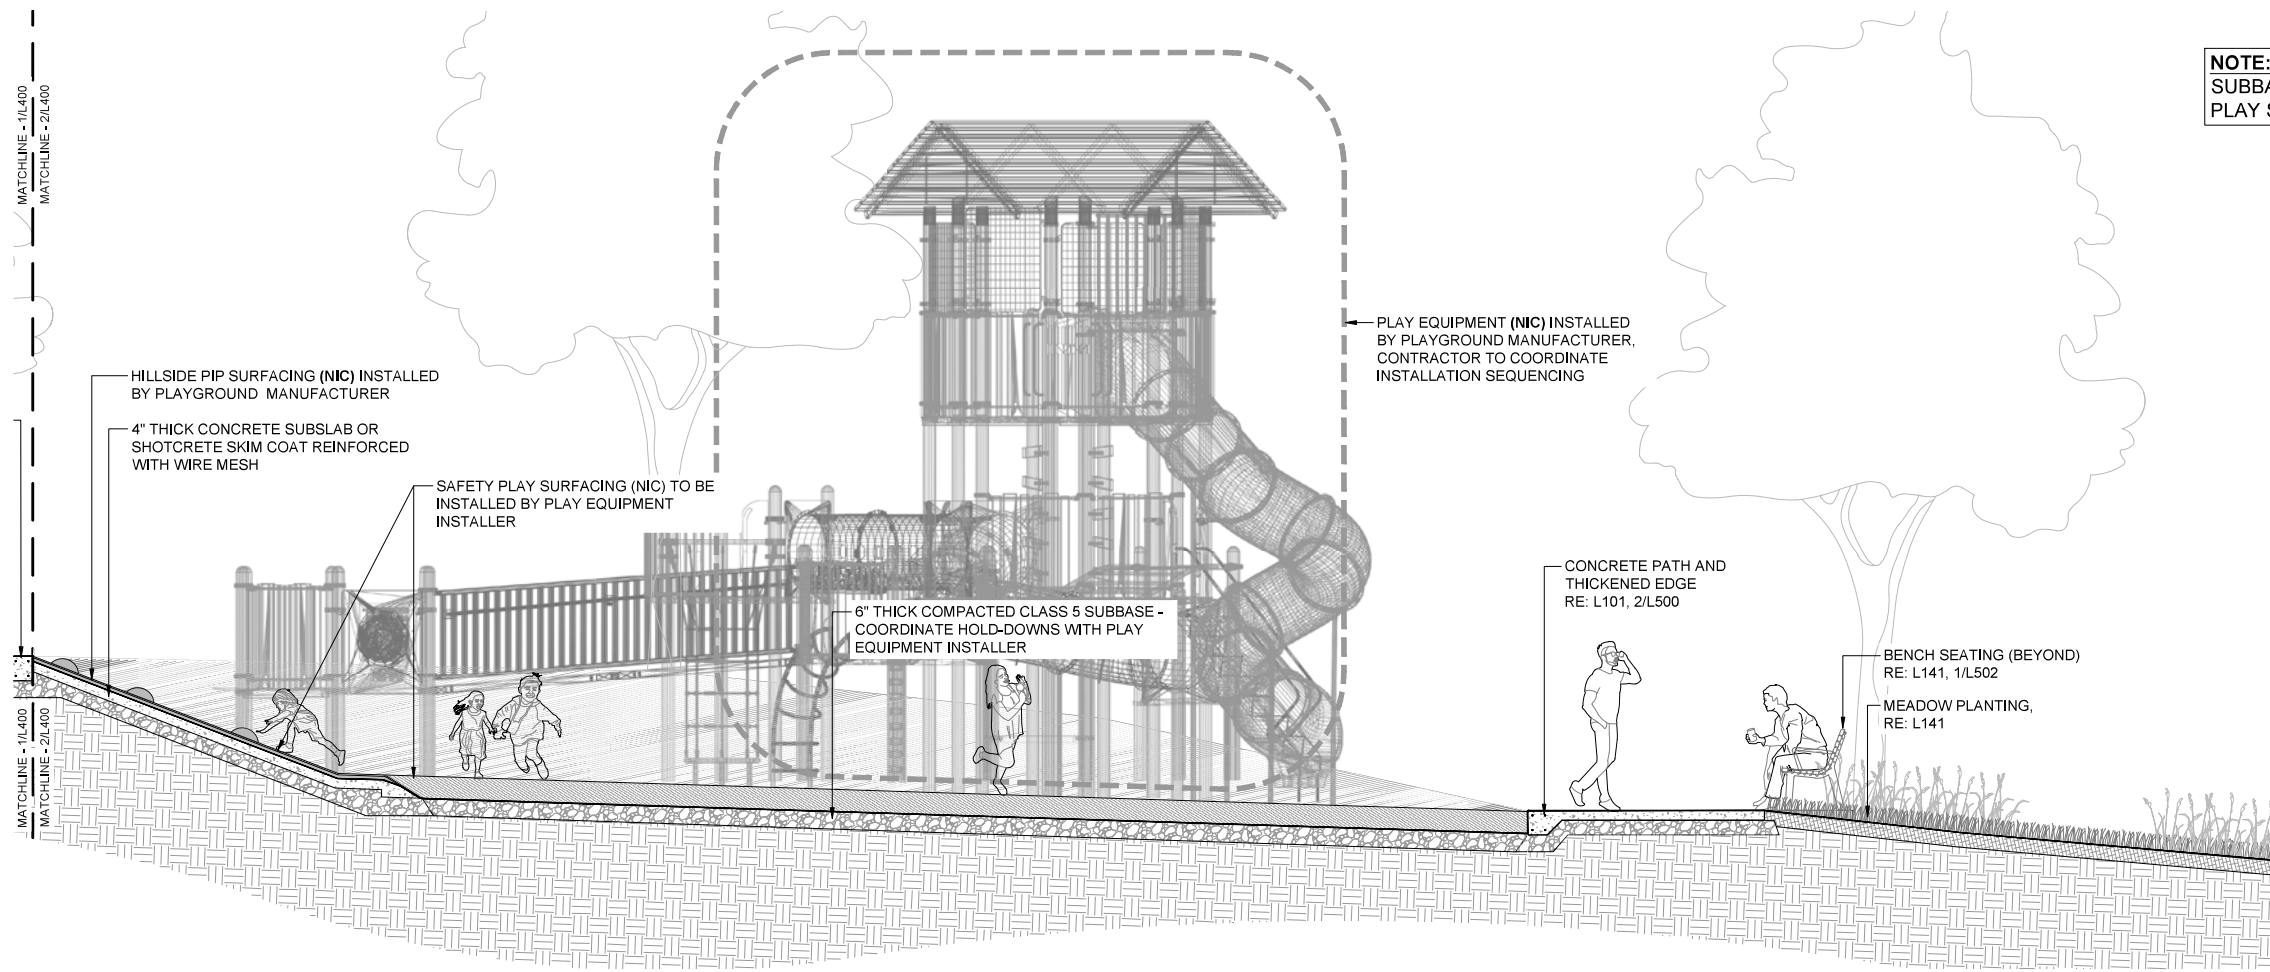 MATCHLINE - 1/L400
MATCHLINE - 2/L400
NOTE:
SUBBA
PLAY S
HILLSIDE PIP SURFACING (NIC) INSTALLED
BY PLAYGROUND MANUFACTURER
4" THICK CONCRETE SUBSLAB OR
SHOTCRETE SKIM COAT REINFORCED
WITH WIRE MESH
SAFETY PLAY SURFACING (NIC) TO BE
INSTALLED BY PLAY EQUIPMENT
INSTALLER
PLAY EQUIPMENT (NIC) INSTALLED
BY PLAYGROUND MANUFACTURER,
CONTRACTOR TO COORDINATE
INSTALLATION SEQUENCING
6" THICK COMPACTED CLASS 5 SUBBASE -
COORDINATE HOLD-DOWNS WITH PLAY
EQUIPMENT INSTALLER
CONCRETE PATH AND
THICKENED EDGE
RE: L101, 2/L500
BENCH SEATING (BEYOND)
RE: L141, 1/L502
MEADOW PLANTING,
RE: L141
MATCHLINE - 1/L400
MATCHLINE - 2/L400